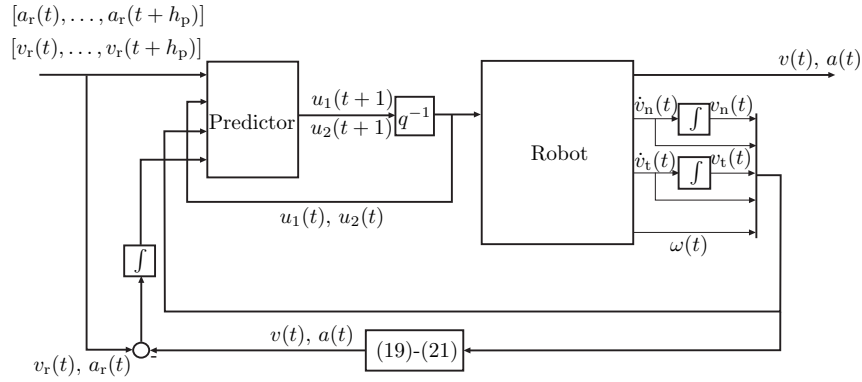 [a_r(t), . . . , a_r(t + h_p)]
[v_r(t), . . . , v_r(t + h_p)]
v(t), a(t)
Predictor
u_1(t+1)
u_2(t+1)
q^{-1}
Robot
v̇_n(t)
∫
v_n(t)
v̇_t(t)
∫
v_t(t)
ω(t)
u_1(t), u_2(t)
∫
v(t), a(t)
(19)-(21)
v_r(t), a_r(t)
-